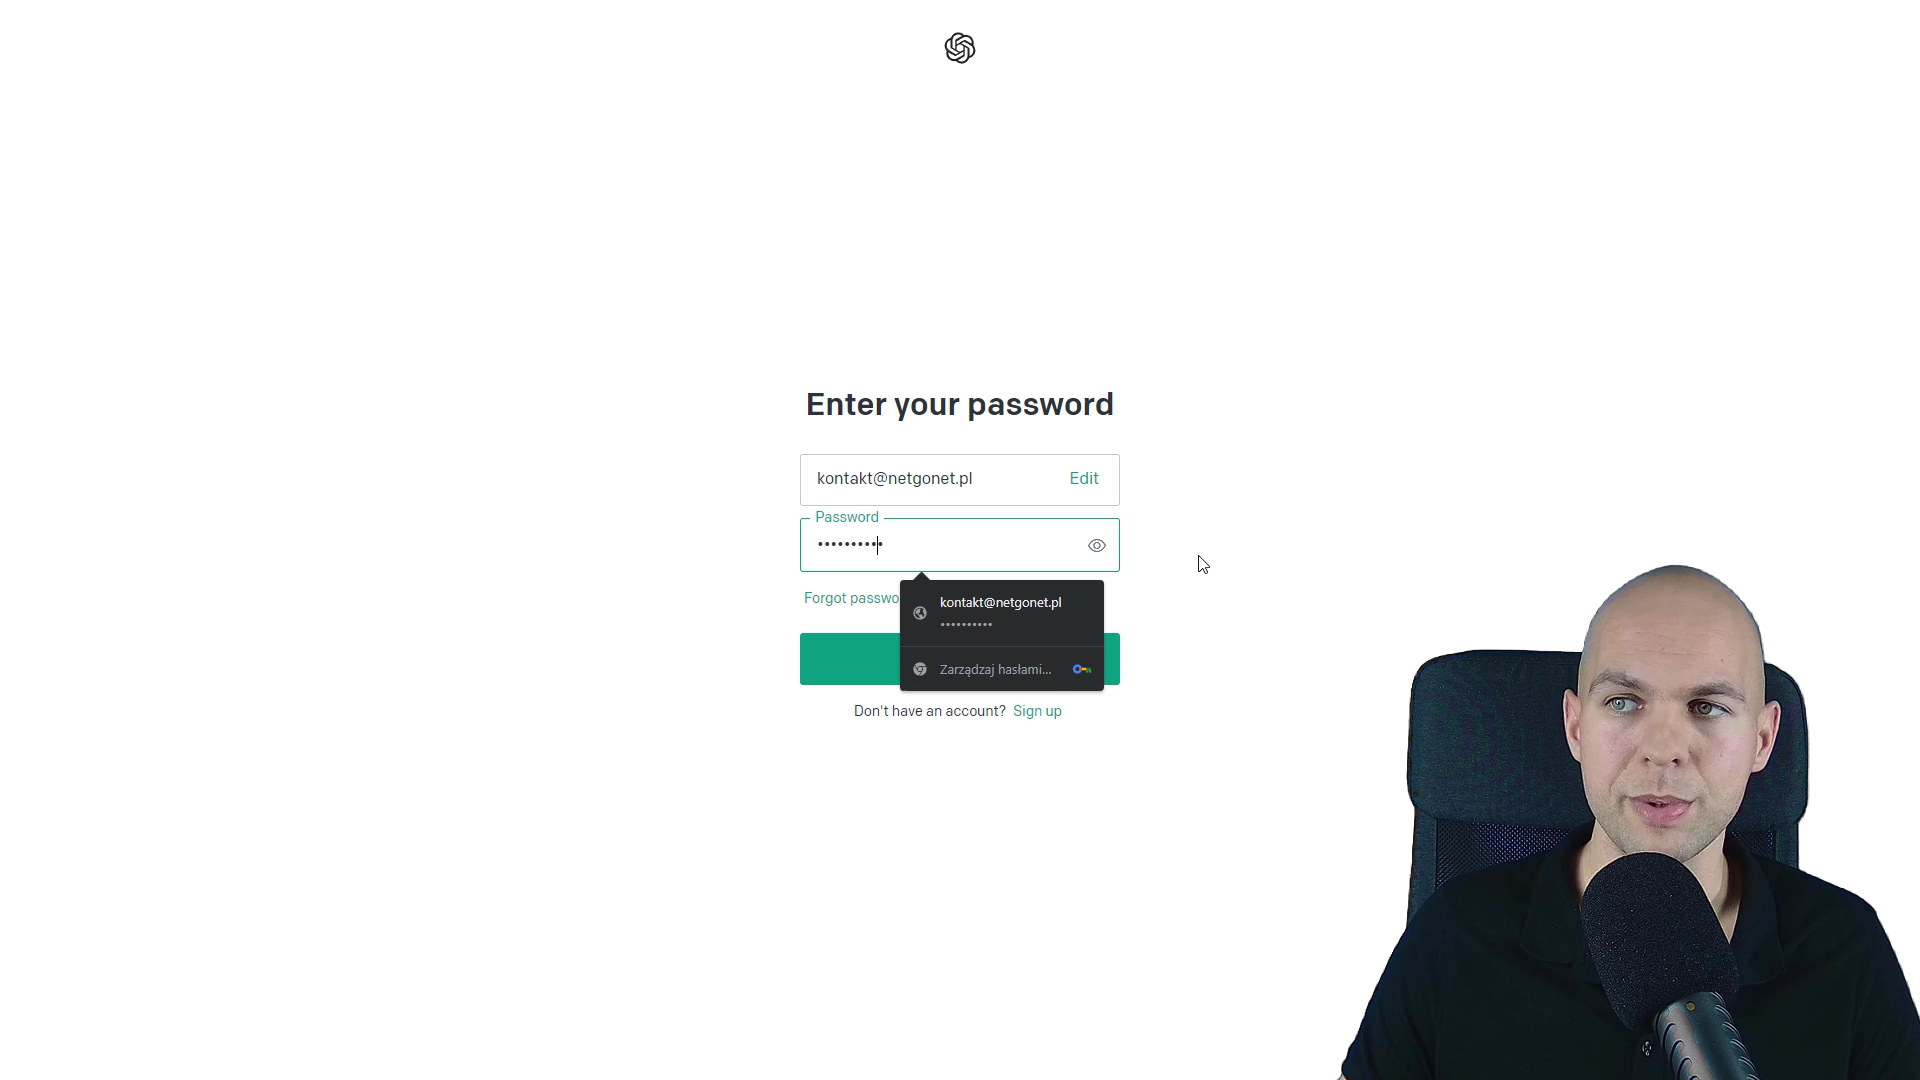 Enter your password
kontakt@netgonet.pl Edit
Password
••••••••••
Forgot passwo
kontakt@netgonet.pl
••••••••••
Zarządzaj hasłami...
Don't have an account? Sign up